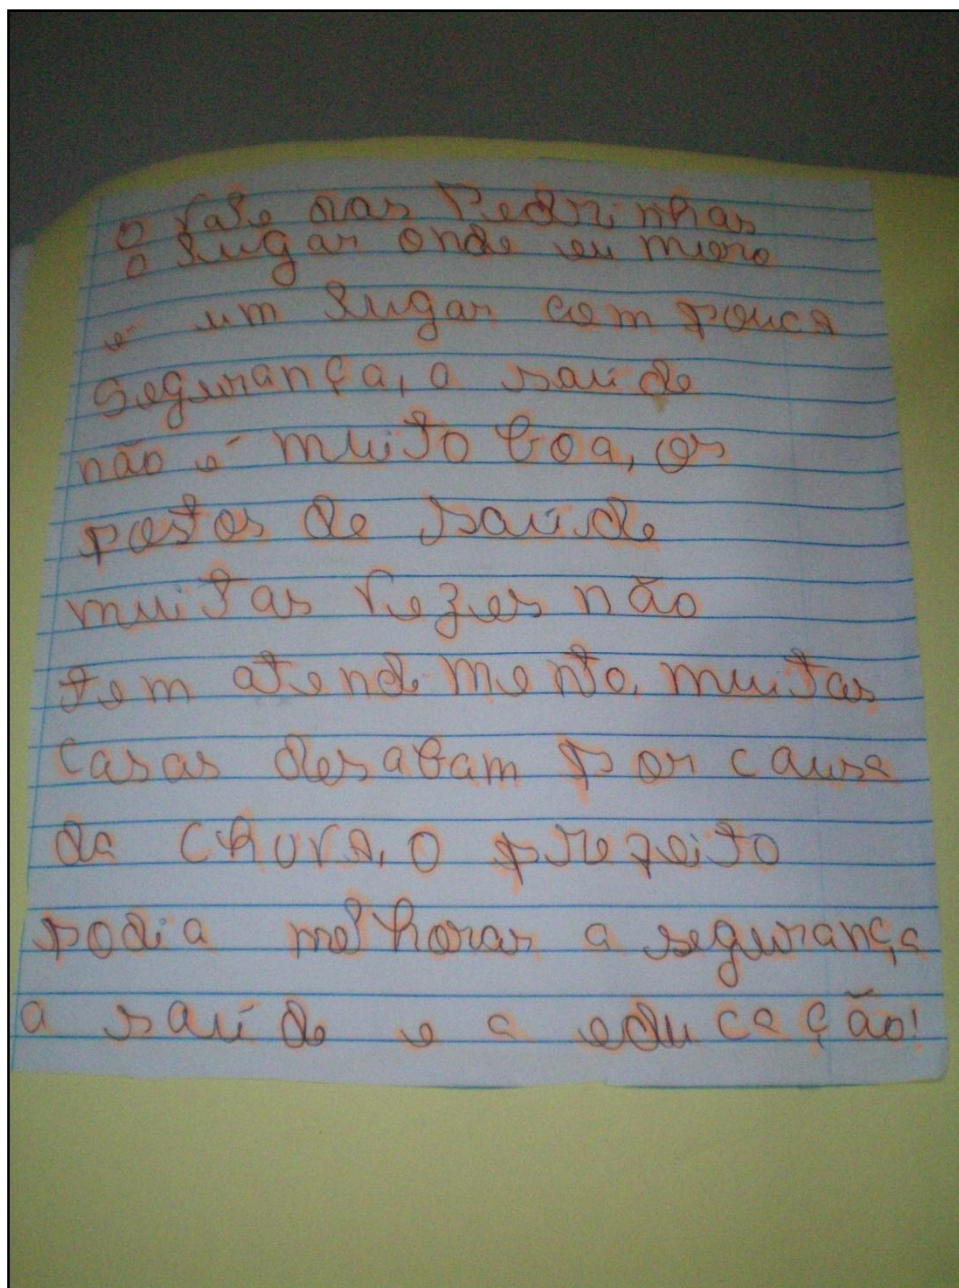 O Vale das Pedrinhas
o lugar onde eu moro
é um lugar com pouca
segurança, a saúde
não é muito boa, os
postos de saúde
muitas vezes não
tem atendimento, muitas
casas desabam por causa
da chuva, o prefeito
podia melhorar a segurança
a saúde e a educação!